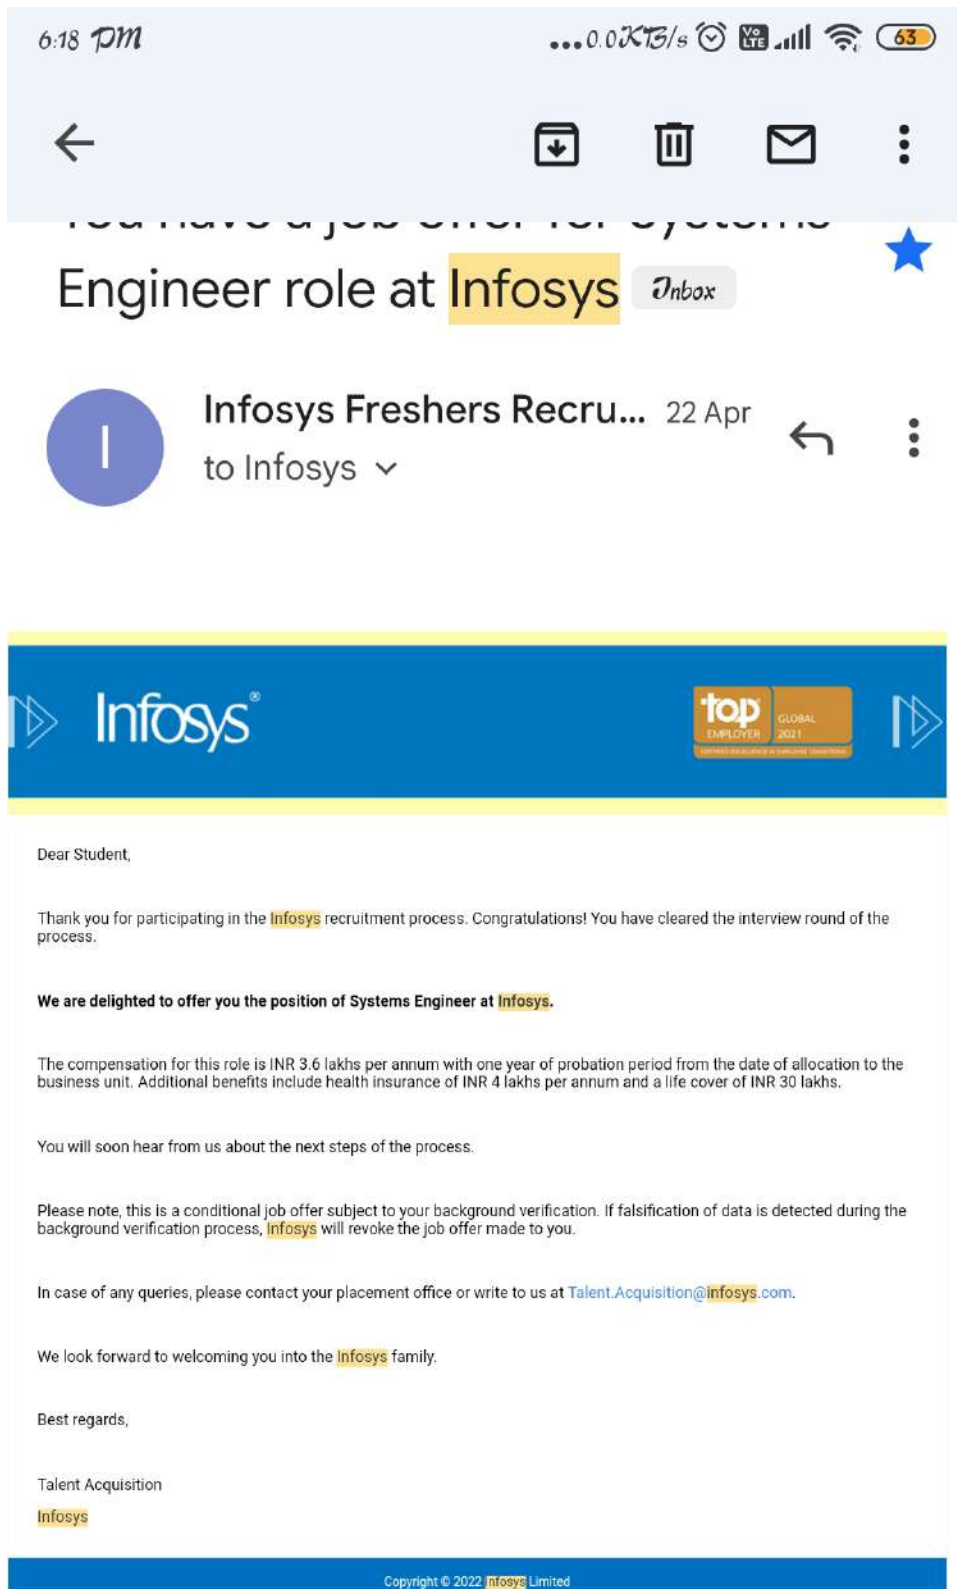 6:18 PM
...0.0KB/s Vo LTE 63
You have a job offer for Systems
Engineer role at Infosys Inbox
I
Infosys Freshers Recru... 22 Apr
to Infosys
Infosys®
top
EMPLOYER
GLOBAL
2021
Dear Student,
Thank you for participating in the Infosys recruitment process. Congratulations! You have cleared the interview round of the
process.
We are delighted to offer you the position of Systems Engineer at Infosys.
The compensation for this role is INR 3.6 lakhs per annum with one year of probation period from the date of allocation to the
business unit. Additional benefits include health insurance of INR 4 lakhs per annum and a life cover of INR 30 lakhs.
You will soon hear from us about the next steps of the process.
Please note, this is a conditional job offer subject to your background verification. If falsification of data is detected during the
background verification process, Infosys will revoke the job offer made to you.
In case of any queries, please contact your placement office or write to us at Talent.Acquisition@infosys.com.
We look forward to welcoming you into the Infosys family.
Best regards,
Talent Acquisition
Infosys
Copyright © 2022 Infosys Limited